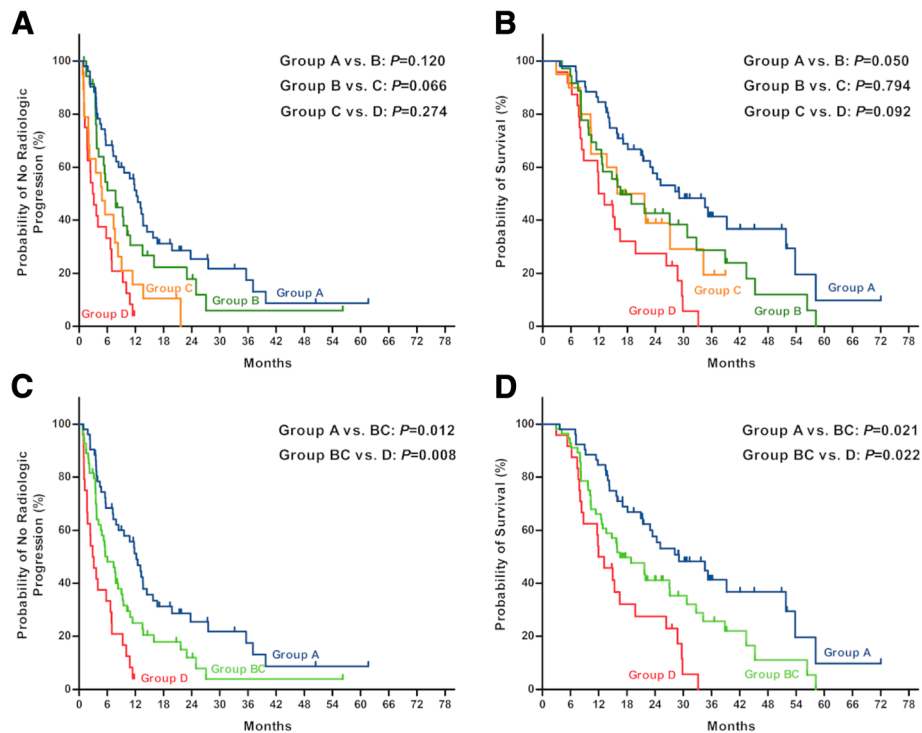 A
Group A vs. B: P=0.120
Group B vs. C: P=0.066
Group C vs. D: P=0.274
Probability of No Radiologic
Progression (%)
100
80
60
40
20
0
Group A
Group B
Group C
Group D
0 6 12 18 24 30 36 42 48 54 60 66 72 78
Months
B
Group A vs. B: P=0.050
Group B vs. C: P=0.794
Group C vs. D: P=0.092
Probability of Survival (%)
100
80
60
40
20
0
Group A
Group B
Group C
Group D
0 6 12 18 24 30 36 42 48 54 60 66 72 78
Months
C
Group A vs. BC: P=0.012
Group BC vs. D: P=0.008
Probability of No Radiologic
Progression (%)
100
80
60
40
20
0
Group A
Group BC
Group D
0 6 12 18 24 30 36 42 48 54 60 66 72 78
Months
D
Group A vs. BC: P=0.021
Group BC vs. D: P=0.022
Probability of Survival (%)
100
80
60
40
20
0
Group A
Group BC
Group D
0 6 12 18 24 30 36 42 48 54 60 66 72 78
Months